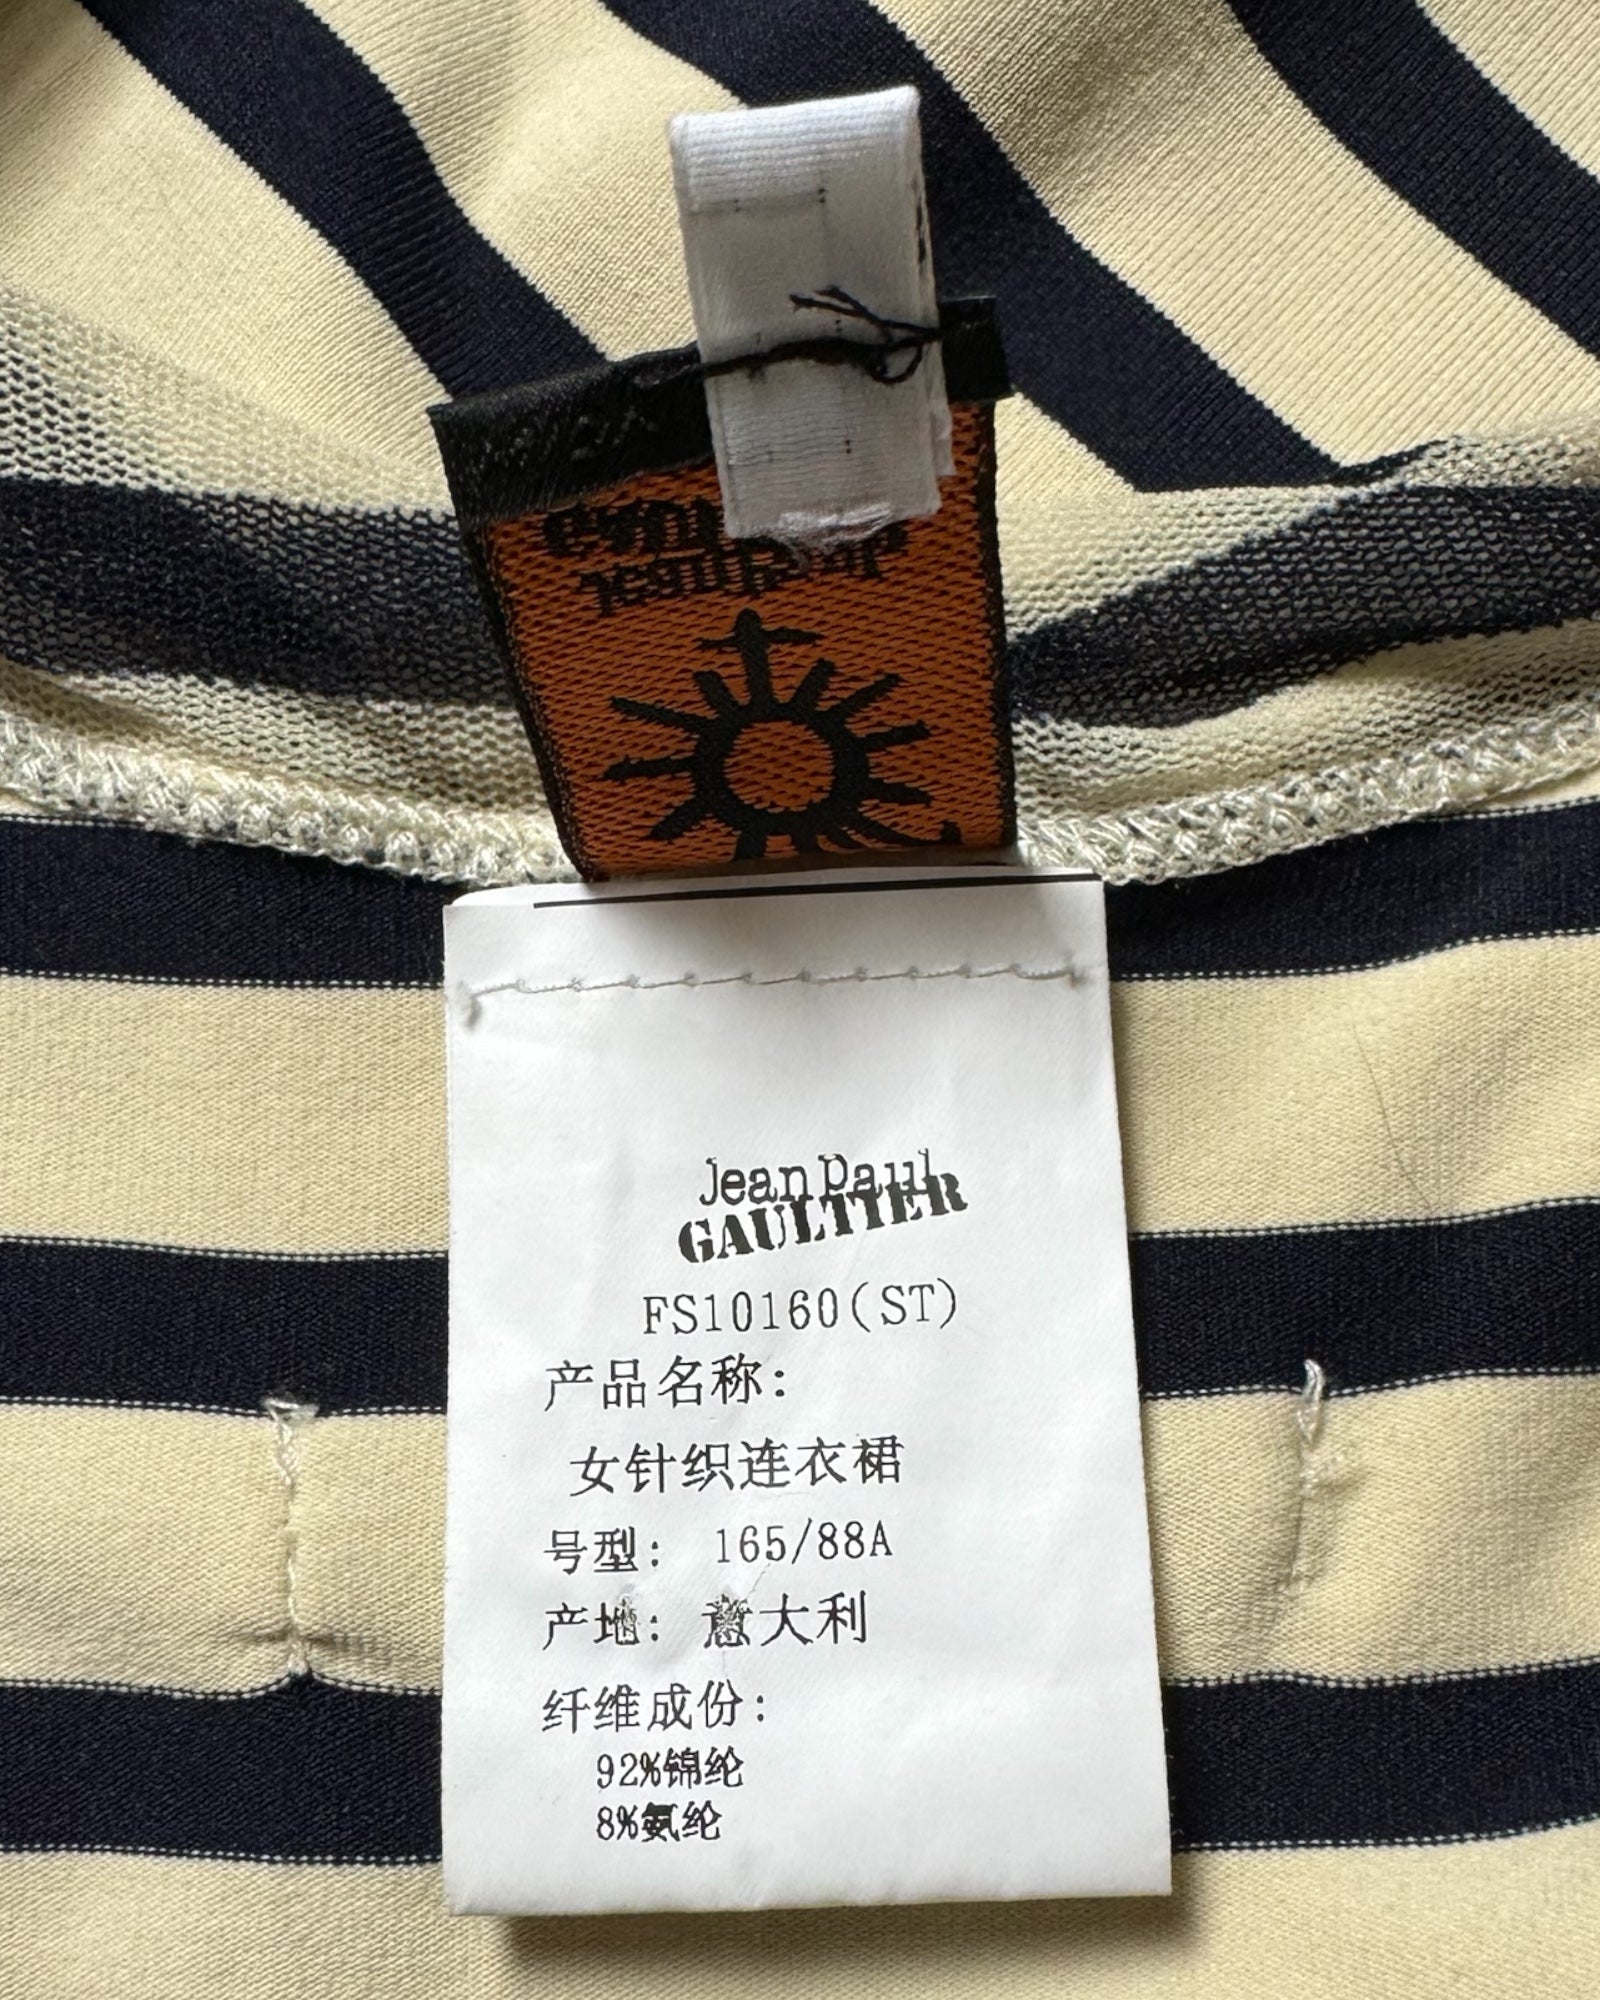 Jean Paul
GAULTIER
FS10160(ST)
产品名称:
女针织连衣裙
号型: 165/88A
产地: 意大利
纤维成份:
92%锦纶
8%氨纶